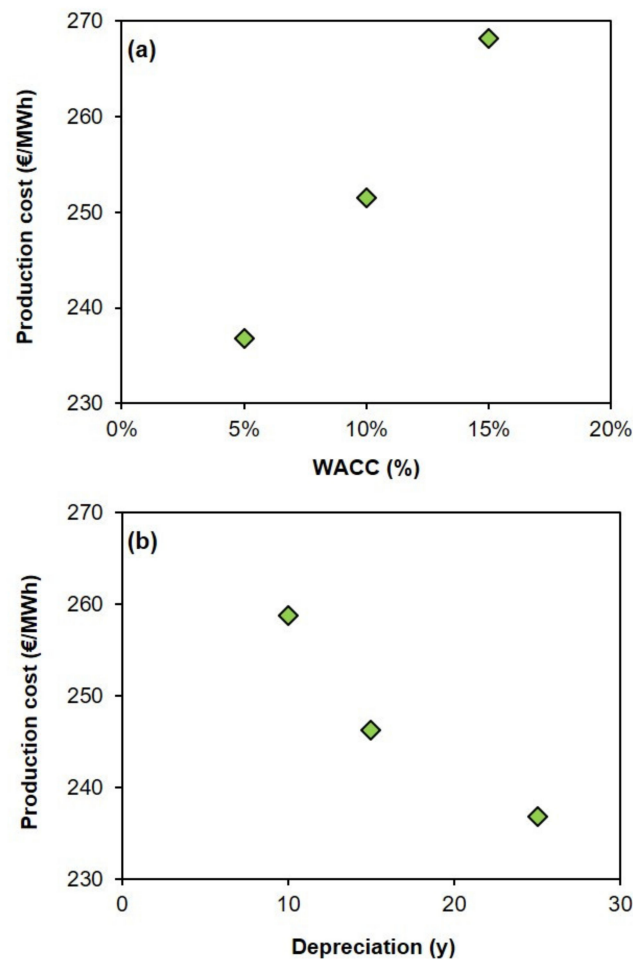 270
(a)
260
250
240
230
Production cost (€/MWh)
0% 5% 10% 15% 20%
WACC (%)
270
(b)
260
250
240
230
Production cost (€/MWh)
0 10 20 30
Depreciation (y)